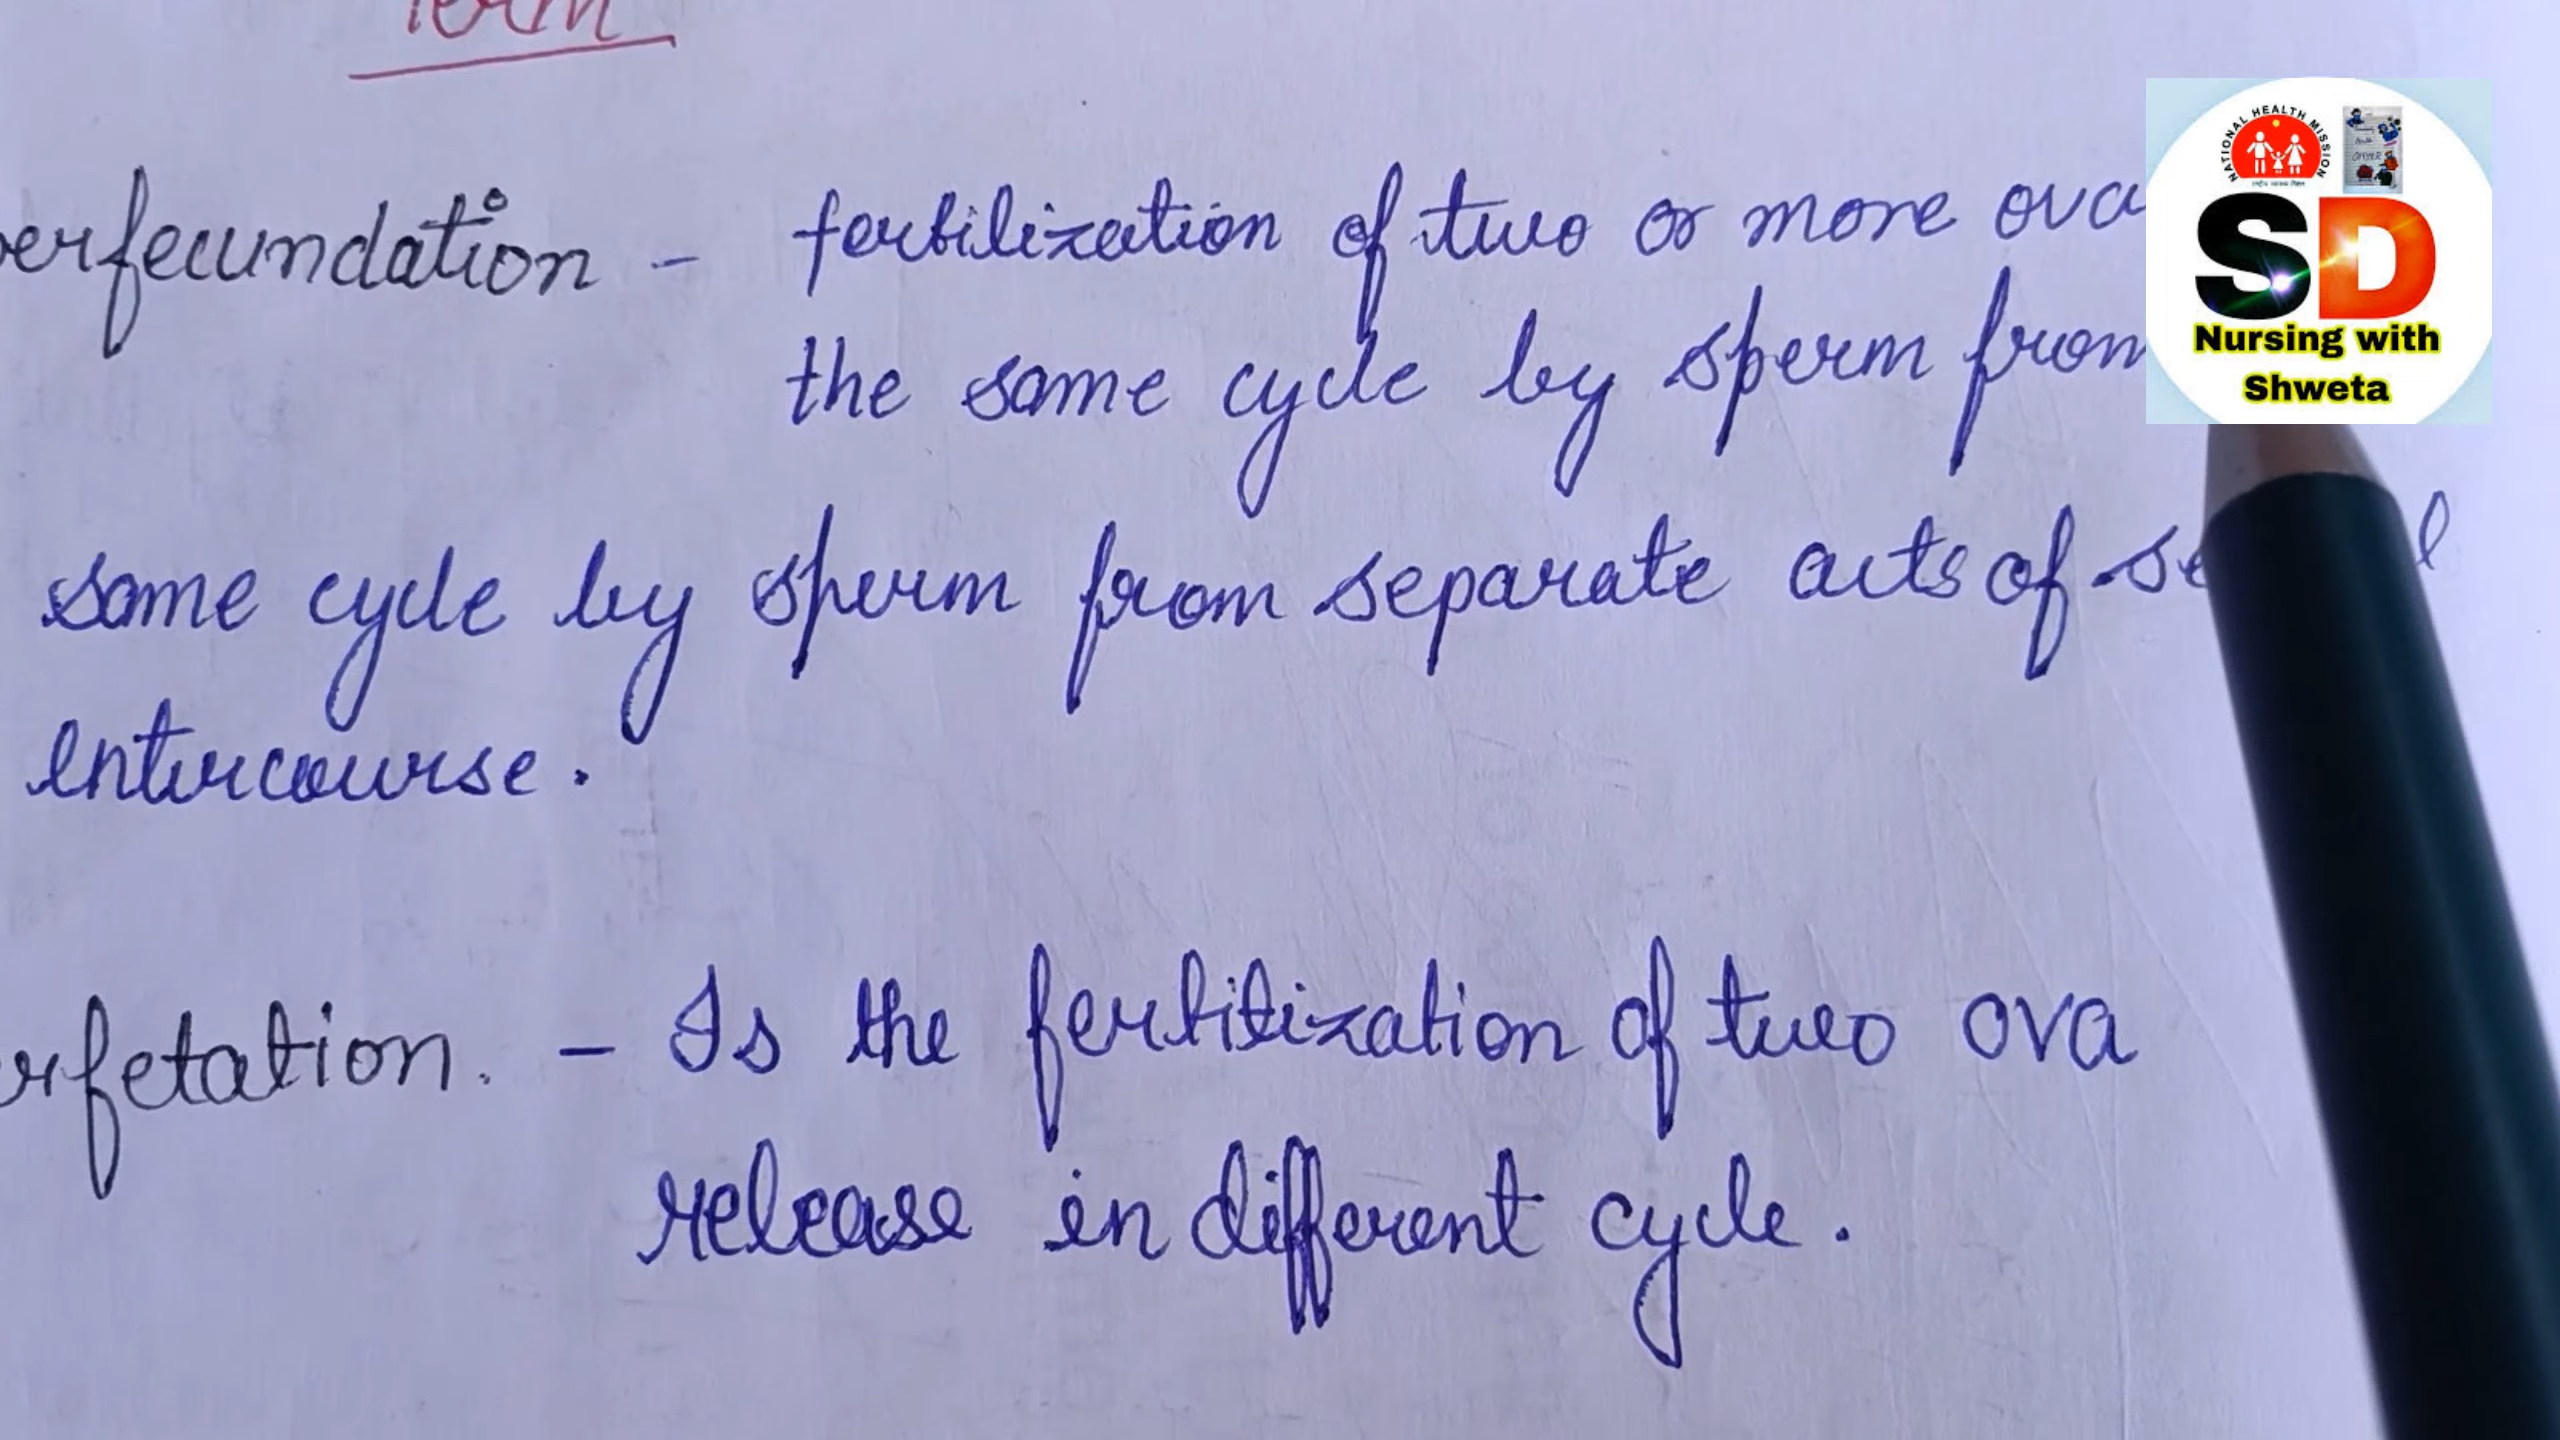 Term
erfecundation - fertilization of two or more ova
the same cycle by sperm from
same cycle by sperm from separate acts of
entercourse.
rfetation. - Is the fertilization of two ova
release in different cycle.
NATIONAL HEALTH MISSION
SD
Nursing with
Shweta